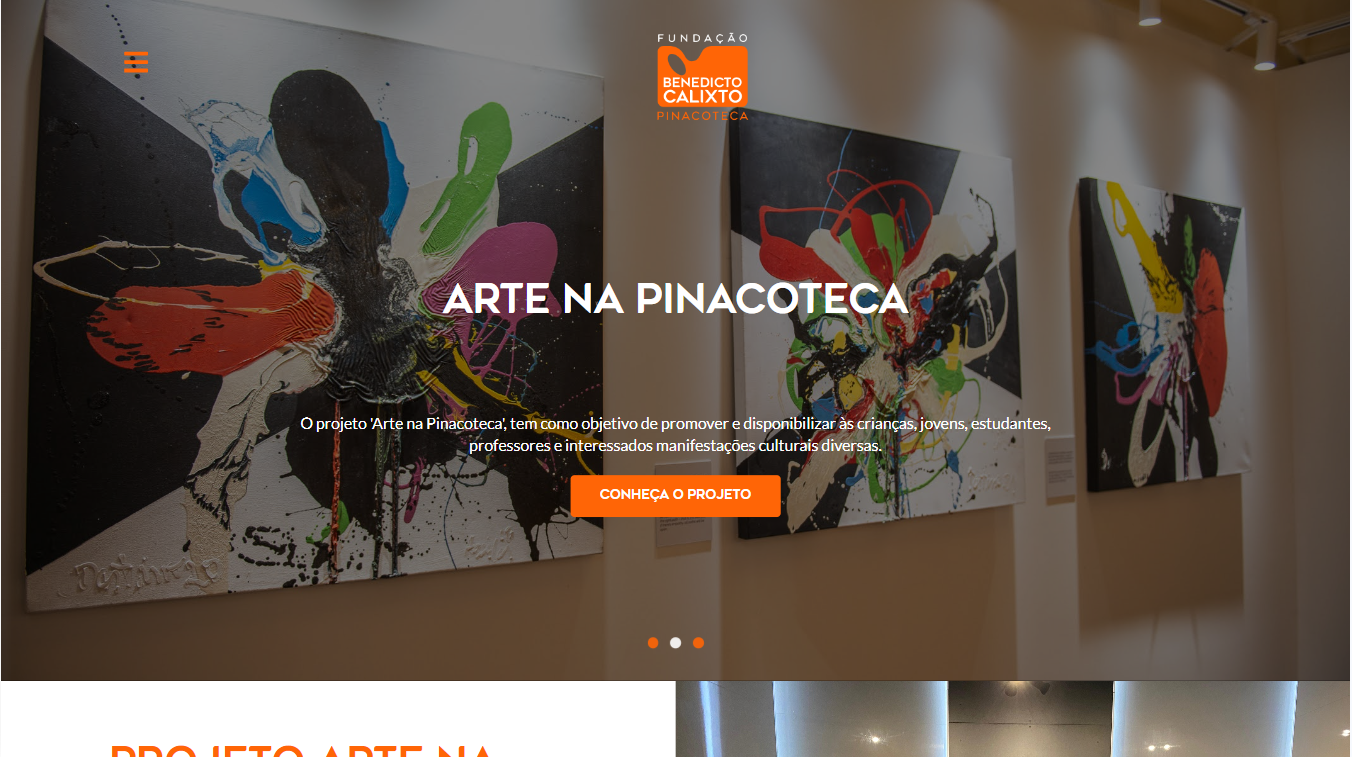 FUNDAÇÃO
BENEDICTO
CALIXTO
PINACOTECA
ARTE NA PINACOTECA
O projeto 'Arte na Pinacoteca', tem como objetivo de promover e disponibilizar às crianças, jovens, estudantes,
professores e interessados manifestações culturais diversas.
CONHEÇA O PROJETO
PROJETO ARTE NA